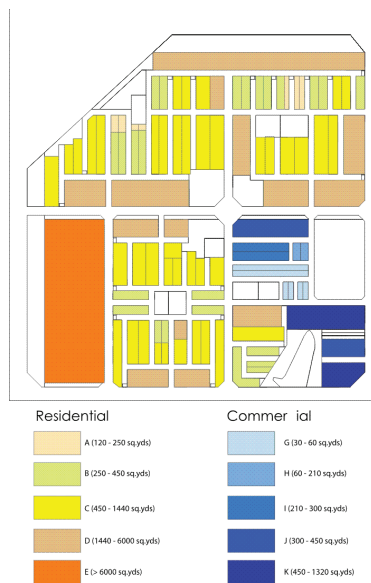 Residential
Commer ial
A (120 - 250 sq.yds)
B (250 - 450 sq.yds)
C (450 - 1440 sq.yds)
D (1440 - 6000 sq.yds)
E (> 6000 sq.yds)
G (30 - 60 sq.yds)
H (60 - 210 sq.yds)
I (210 - 300 sq.yds)
J (300 - 450 sq.yds)
K (450 - 1320 sq.yds)